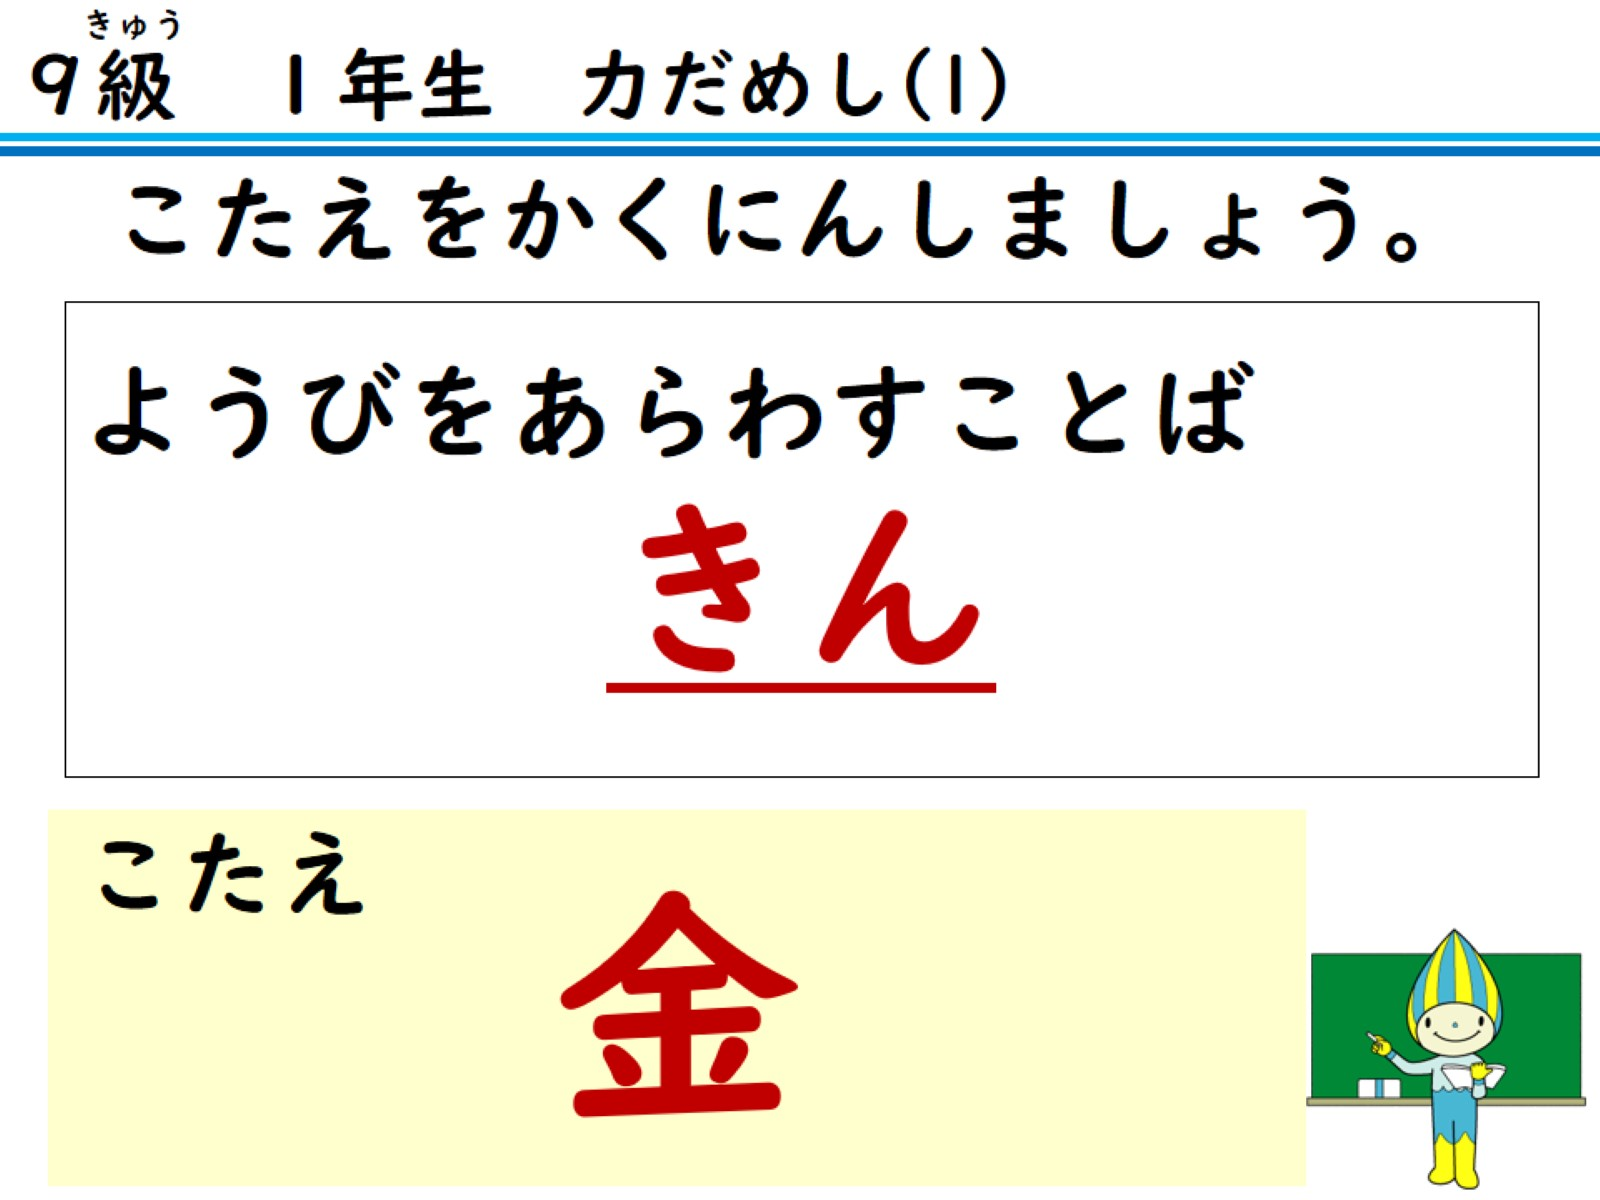 きゅう
９級　１年生　力だめし(１)
こたえをかくにんしましょう。
ようびをあらわすことば
きん
こたえ
金